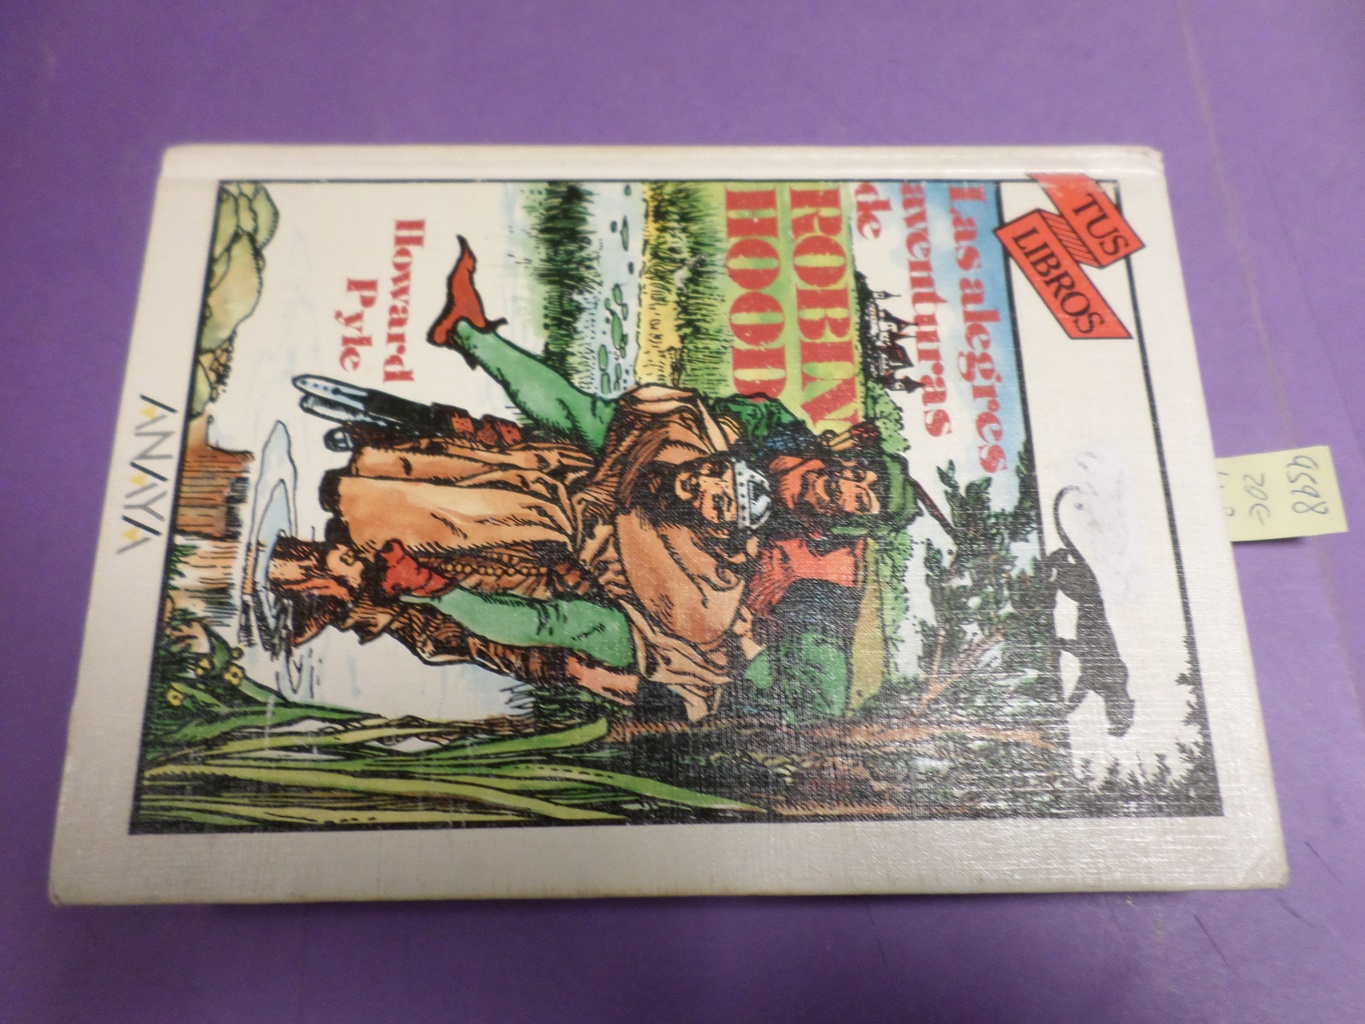 TUS
LIBROS
Las alegres
aventuras
de
ROBIN
HOOD
Howard
Pyle
ANAYA
9598
20€